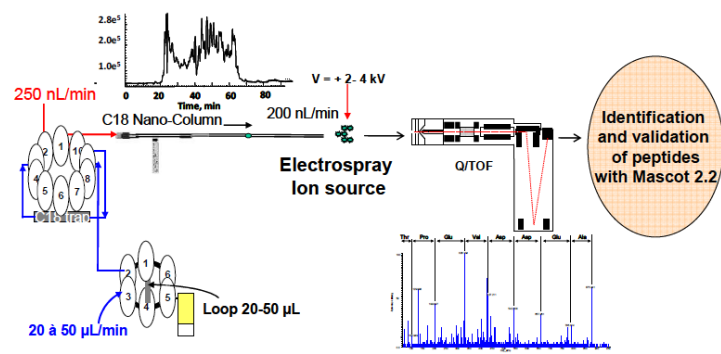 2.8e⁵
2.0e⁵
1.0e⁵
0 20 40 60 80
Time, min
V = + 2- 4 kV
250 nL/min
C18 Nano-Column
200 nL/min
Electrospray
Ion source
Q/TOF
Identification
and validation
of peptides
with Mascot 2.2
2 1 10
4 8
5 6 7
C18 trap
Thr Pro Glu Val Asp Asp Glu Ala
1
2 6
3 4 5
Loop 20-50 µL
20 à 50 µL/min